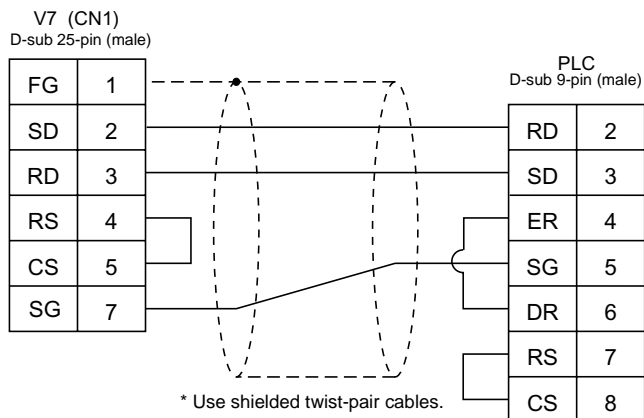 V7 (CN1)
D-sub 25-pin (male)
FG 1
SD 2
RD 3
RS 4
CS 5
SG 7
PLC
D-sub 9-pin (male)
RD 2
SD 3
ER 4
SG 5
DR 6
RS 7
CS 8
* Use shielded twist-pair cables.